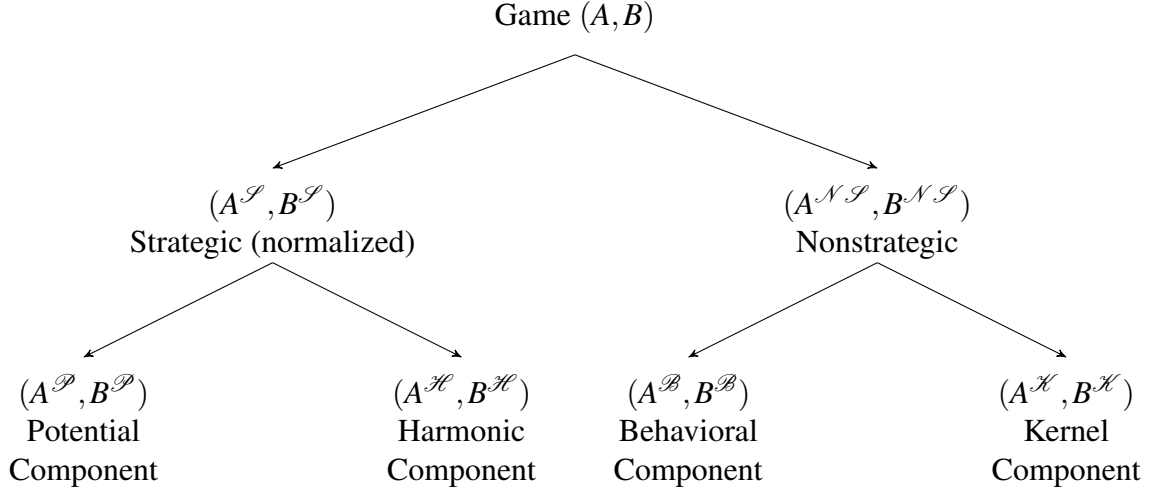 Game (A, B)
(A^𝒮, B^𝒮)
Strategic (normalized)
(A^𝒩𝒮, B^𝒩𝒮)
Nonstrategic
(A^𝒫, B^𝒫)
Potential
Component
(A^ℋ, B^ℋ)
Harmonic
Component
(A^ℬ, B^ℬ)
Behavioral
Component
(A^𝒦, B^𝒦)
Kernel
Component